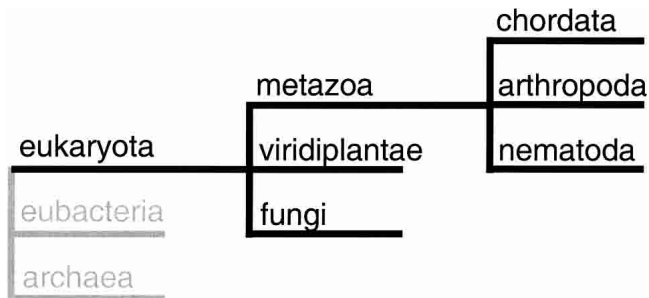 chordata
metazoa
arthropoda
eukaryota
viridiplantae
nematoda
eubacteria
fungi
archaea